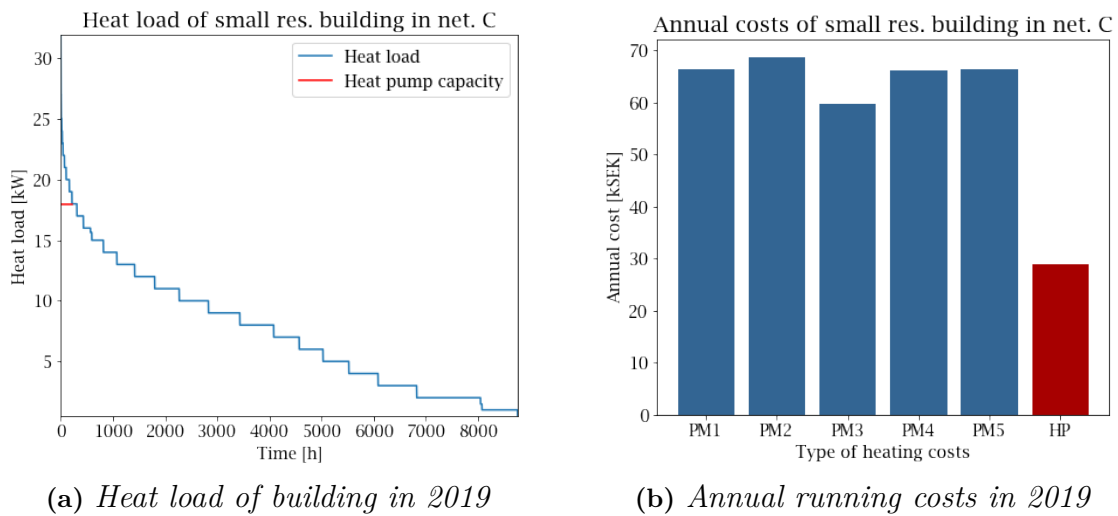 Heat load of small res. building in net. C
Heat load
Heat pump capacity
Heat load [kW]
30
25
20
15
10
5
0 1000 2000 3000 4000 5000 6000 7000 8000
Time [h]
(a) Heat load of building in 2019
Annual costs of small res. building in net. C
Annual cost [kSEK]
70
60
50
40
30
20
10
0
PM1 PM2 PM3 PM4 PM5 HP
Type of heating costs
(b) Annual running costs in 2019